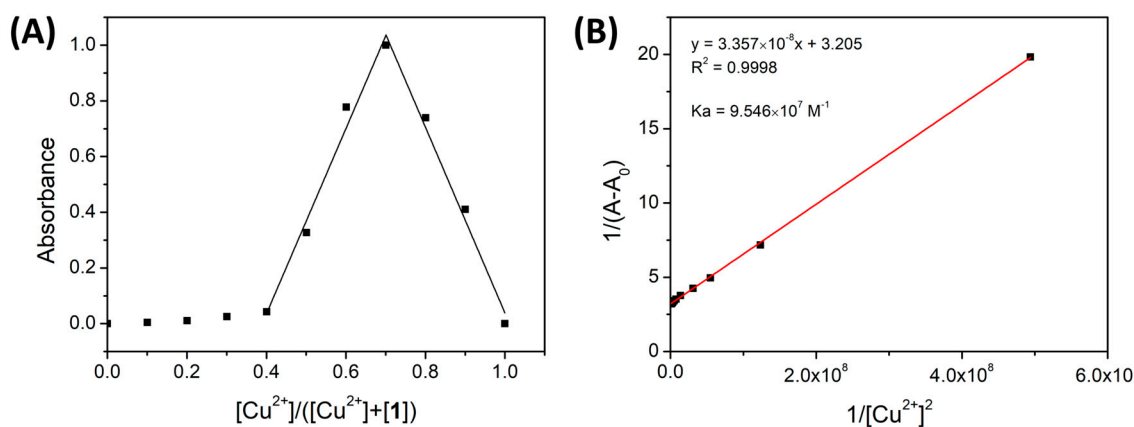 (A)
1.0
0.8
0.6
0.4
0.2
0.0
Absorbance
0.0 0.2 0.4 0.6 0.8 1.0
[Cu²⁺]/([Cu²⁺]+[1])
(B)
y = 3.357×10⁻⁸x + 3.205
R² = 0.9998
Ka = 9.546×10⁷ M⁻¹
20
15
10
5
0
1/(A-A₀)
0 2.0x10⁸ 4.0x10⁸ 6.0x10
1/[Cu²⁺]²